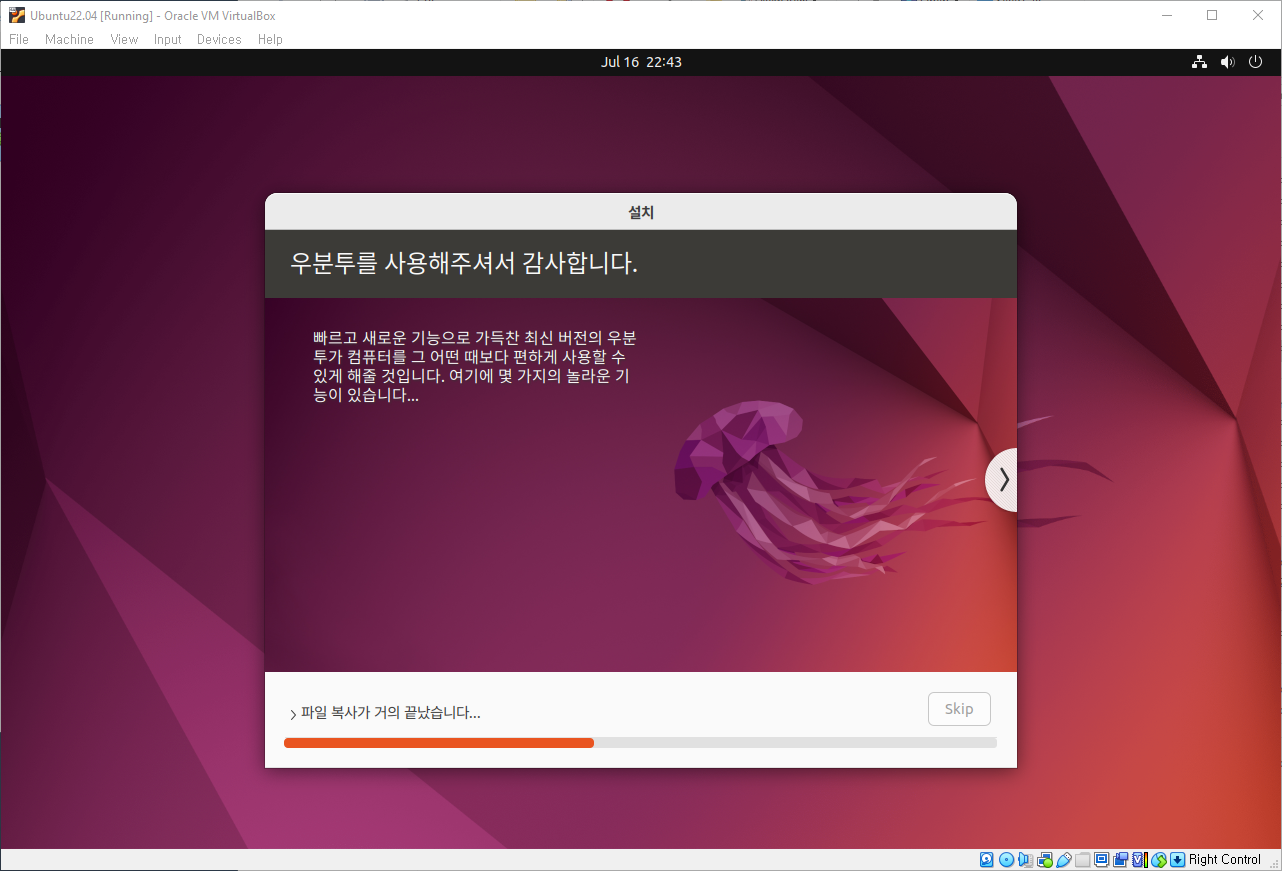 Ubuntu22.04 [Running] - Oracle VM VirtualBox
File Machine View Input Devices Help
Jul 16 22:43
설치
우분투를 사용해주셔서 감사합니다.
빠르고 새로운 기능으로 가득찬 최신 버전의 우분
투가 컴퓨터를 그 어떤 때보다 편하게 사용할 수
있게 해줄 것입니다. 여기에 몇 가지의 놀라운 기
능이 있습니다...
파일 복사가 거의 끝났습니다...
Skip
Right Control